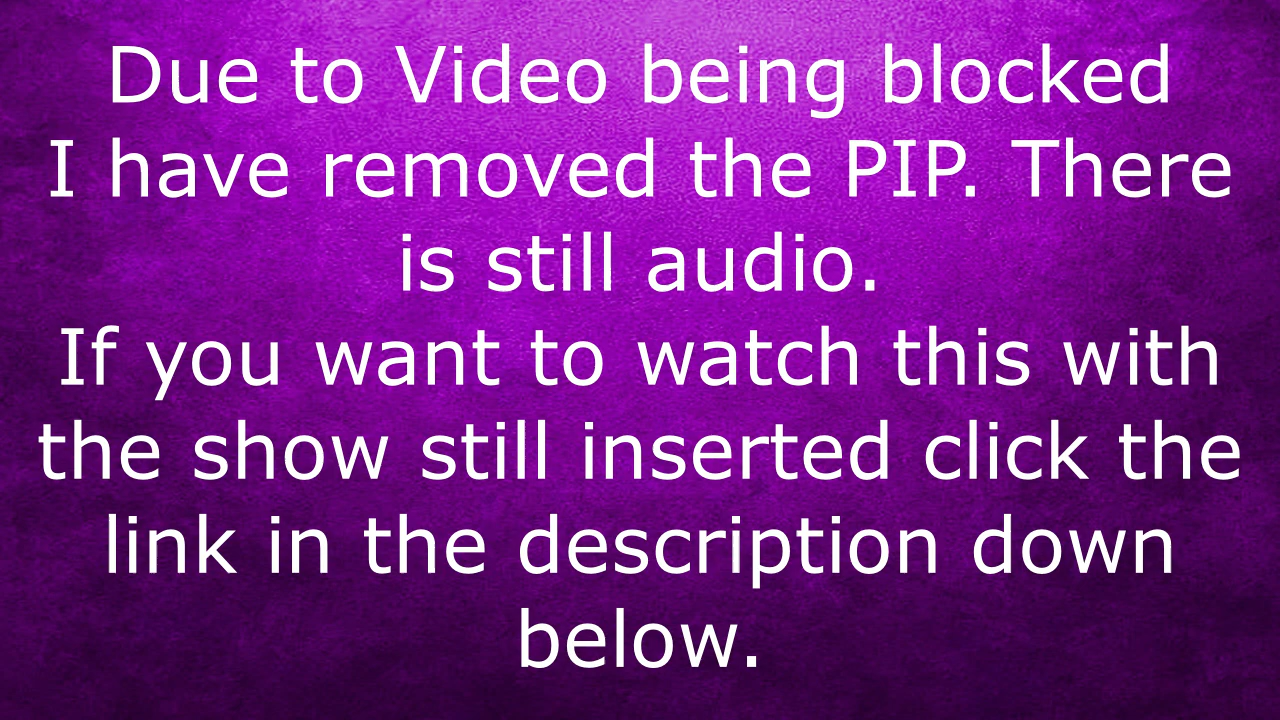 Due to Video being blocked
I have removed the PIP. There
is still audio.
If you want to watch this with
the show still inserted click the
link in the description down
below.